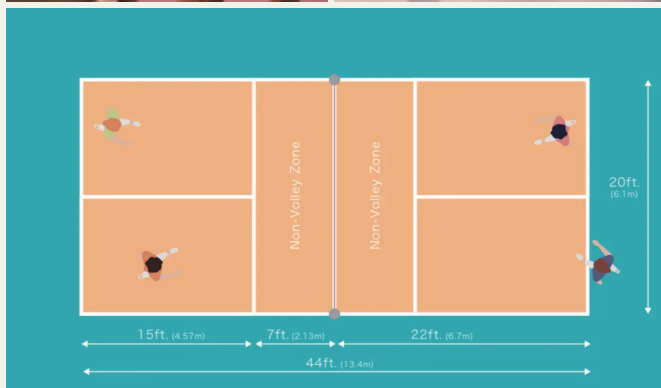 Non-Volley Zone
Non-Volley Zone
20ft.
(6.1m)
15ft. (4.57m)
7ft. (2.13m)
22ft. (6.7m)
44ft. (13.4m)